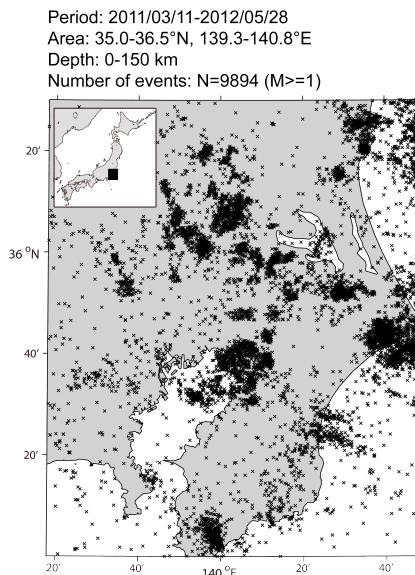 Period: 2011/03/11-2012/05/28
Area: 35.0-36.5°N, 139.3-140.8°E
Depth: 0-150 km
Number of events: N=9894 (M>=1)
20'
36 °N
40'
20'
20' 40' 140 °E 20' 40'